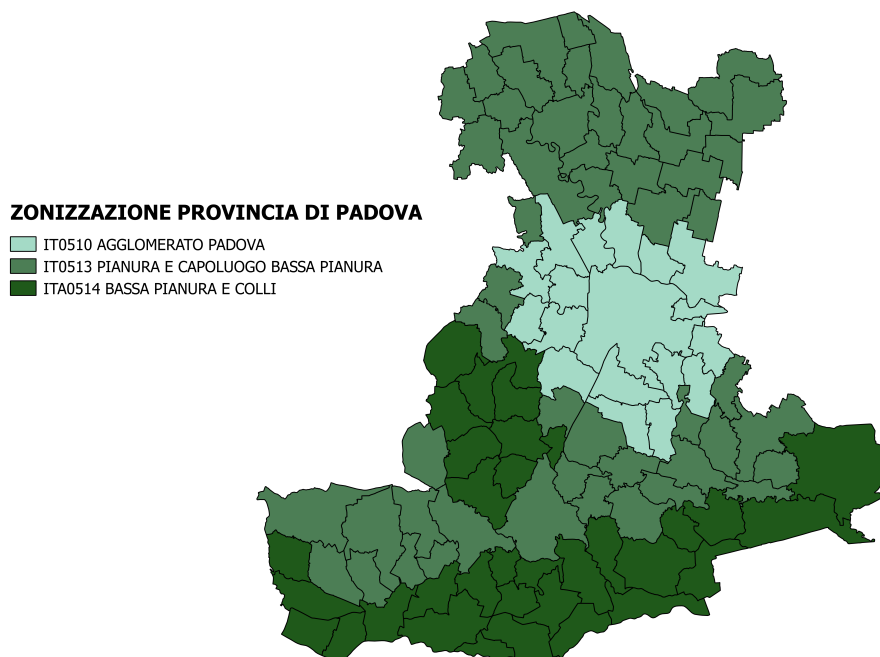 ZONIZZAZIONE PROVINCIA DI PADOVA
IT0510 AGGLOMERATO PADOVA
IT0513 PIANURA E CAPOLUOGO BASSA PIANURA
ITA0514 BASSA PIANURA E COLLI